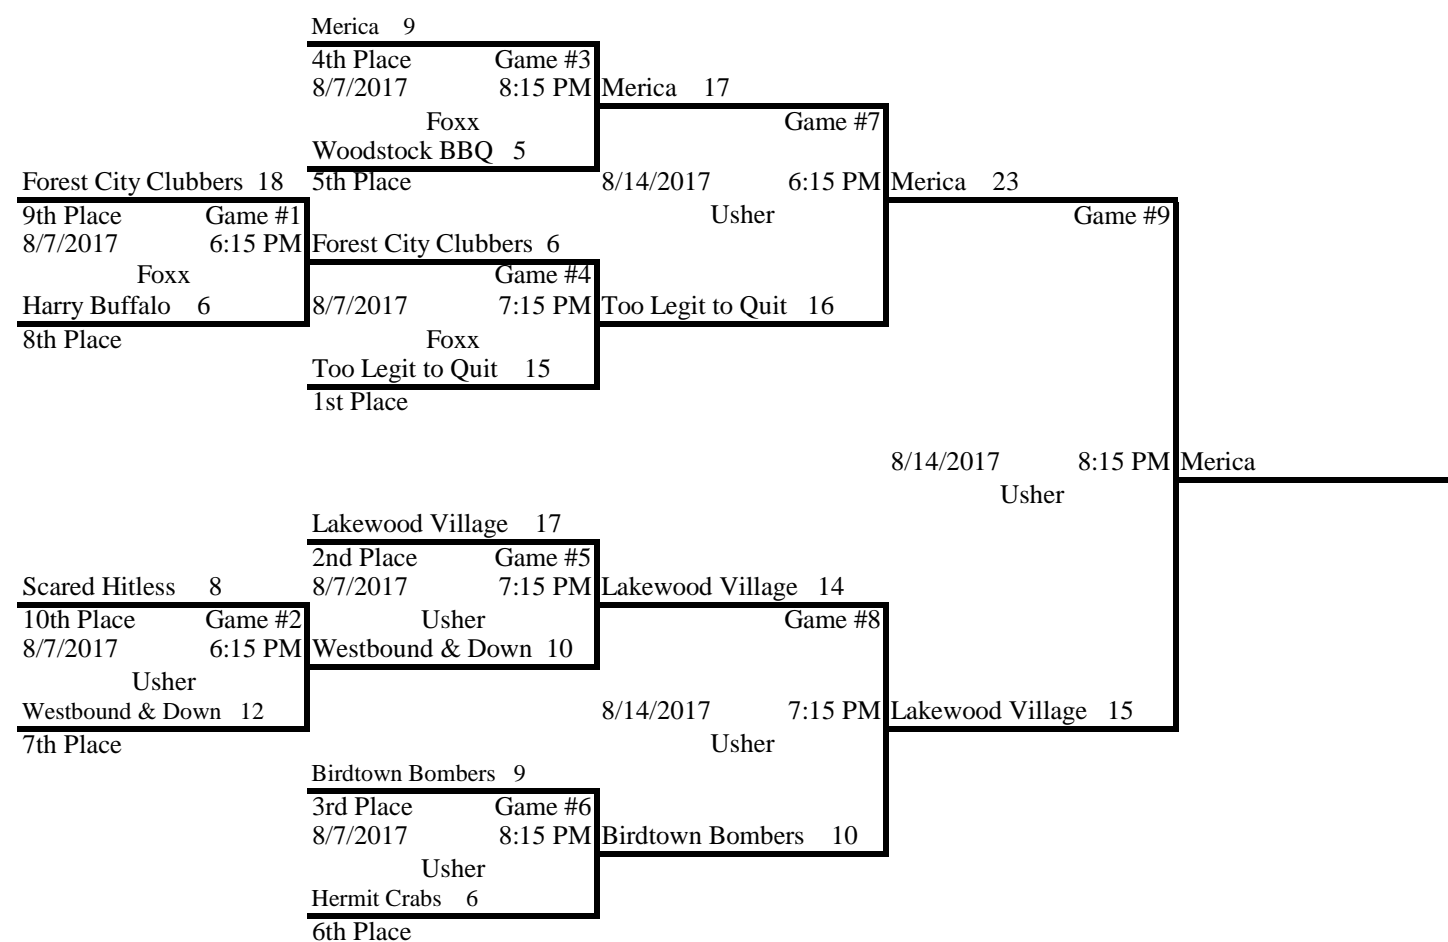 Merica 9
4th Place Game #3
8/7/2017 8:15 PM Merica 17
Foxx Game #7
Woodstock BBQ 5
Forest City Clubbers 18 5th Place 8/14/2017 6:15 PM Merica 23
9th Place Game #1 Usher Game #9
8/7/2017 6:15 PM Forest City Clubbers 6
Foxx Game #4
Harry Buffalo 6 8/7/2017 7:15 PM Too Legit to Quit 16
8th Place Foxx
Too Legit to Quit 15
1st Place
8/14/2017 8:15 PM Merica
Usher
Lakewood Village 17
2nd Place Game #5
Scared Hitless 8 8/7/2017 7:15 PM Lakewood Village 14
10th Place Game #2 Usher Game #8
8/7/2017 6:15 PM Westbound & Down 10
Usher
Westbound & Down 12 8/14/2017 7:15 PM Lakewood Village 15
7th Place Usher
Birdtown Bombers 9
3rd Place Game #6
8/7/2017 8:15 PM Birdtown Bombers 10
Usher
Hermit Crabs 6
6th Place